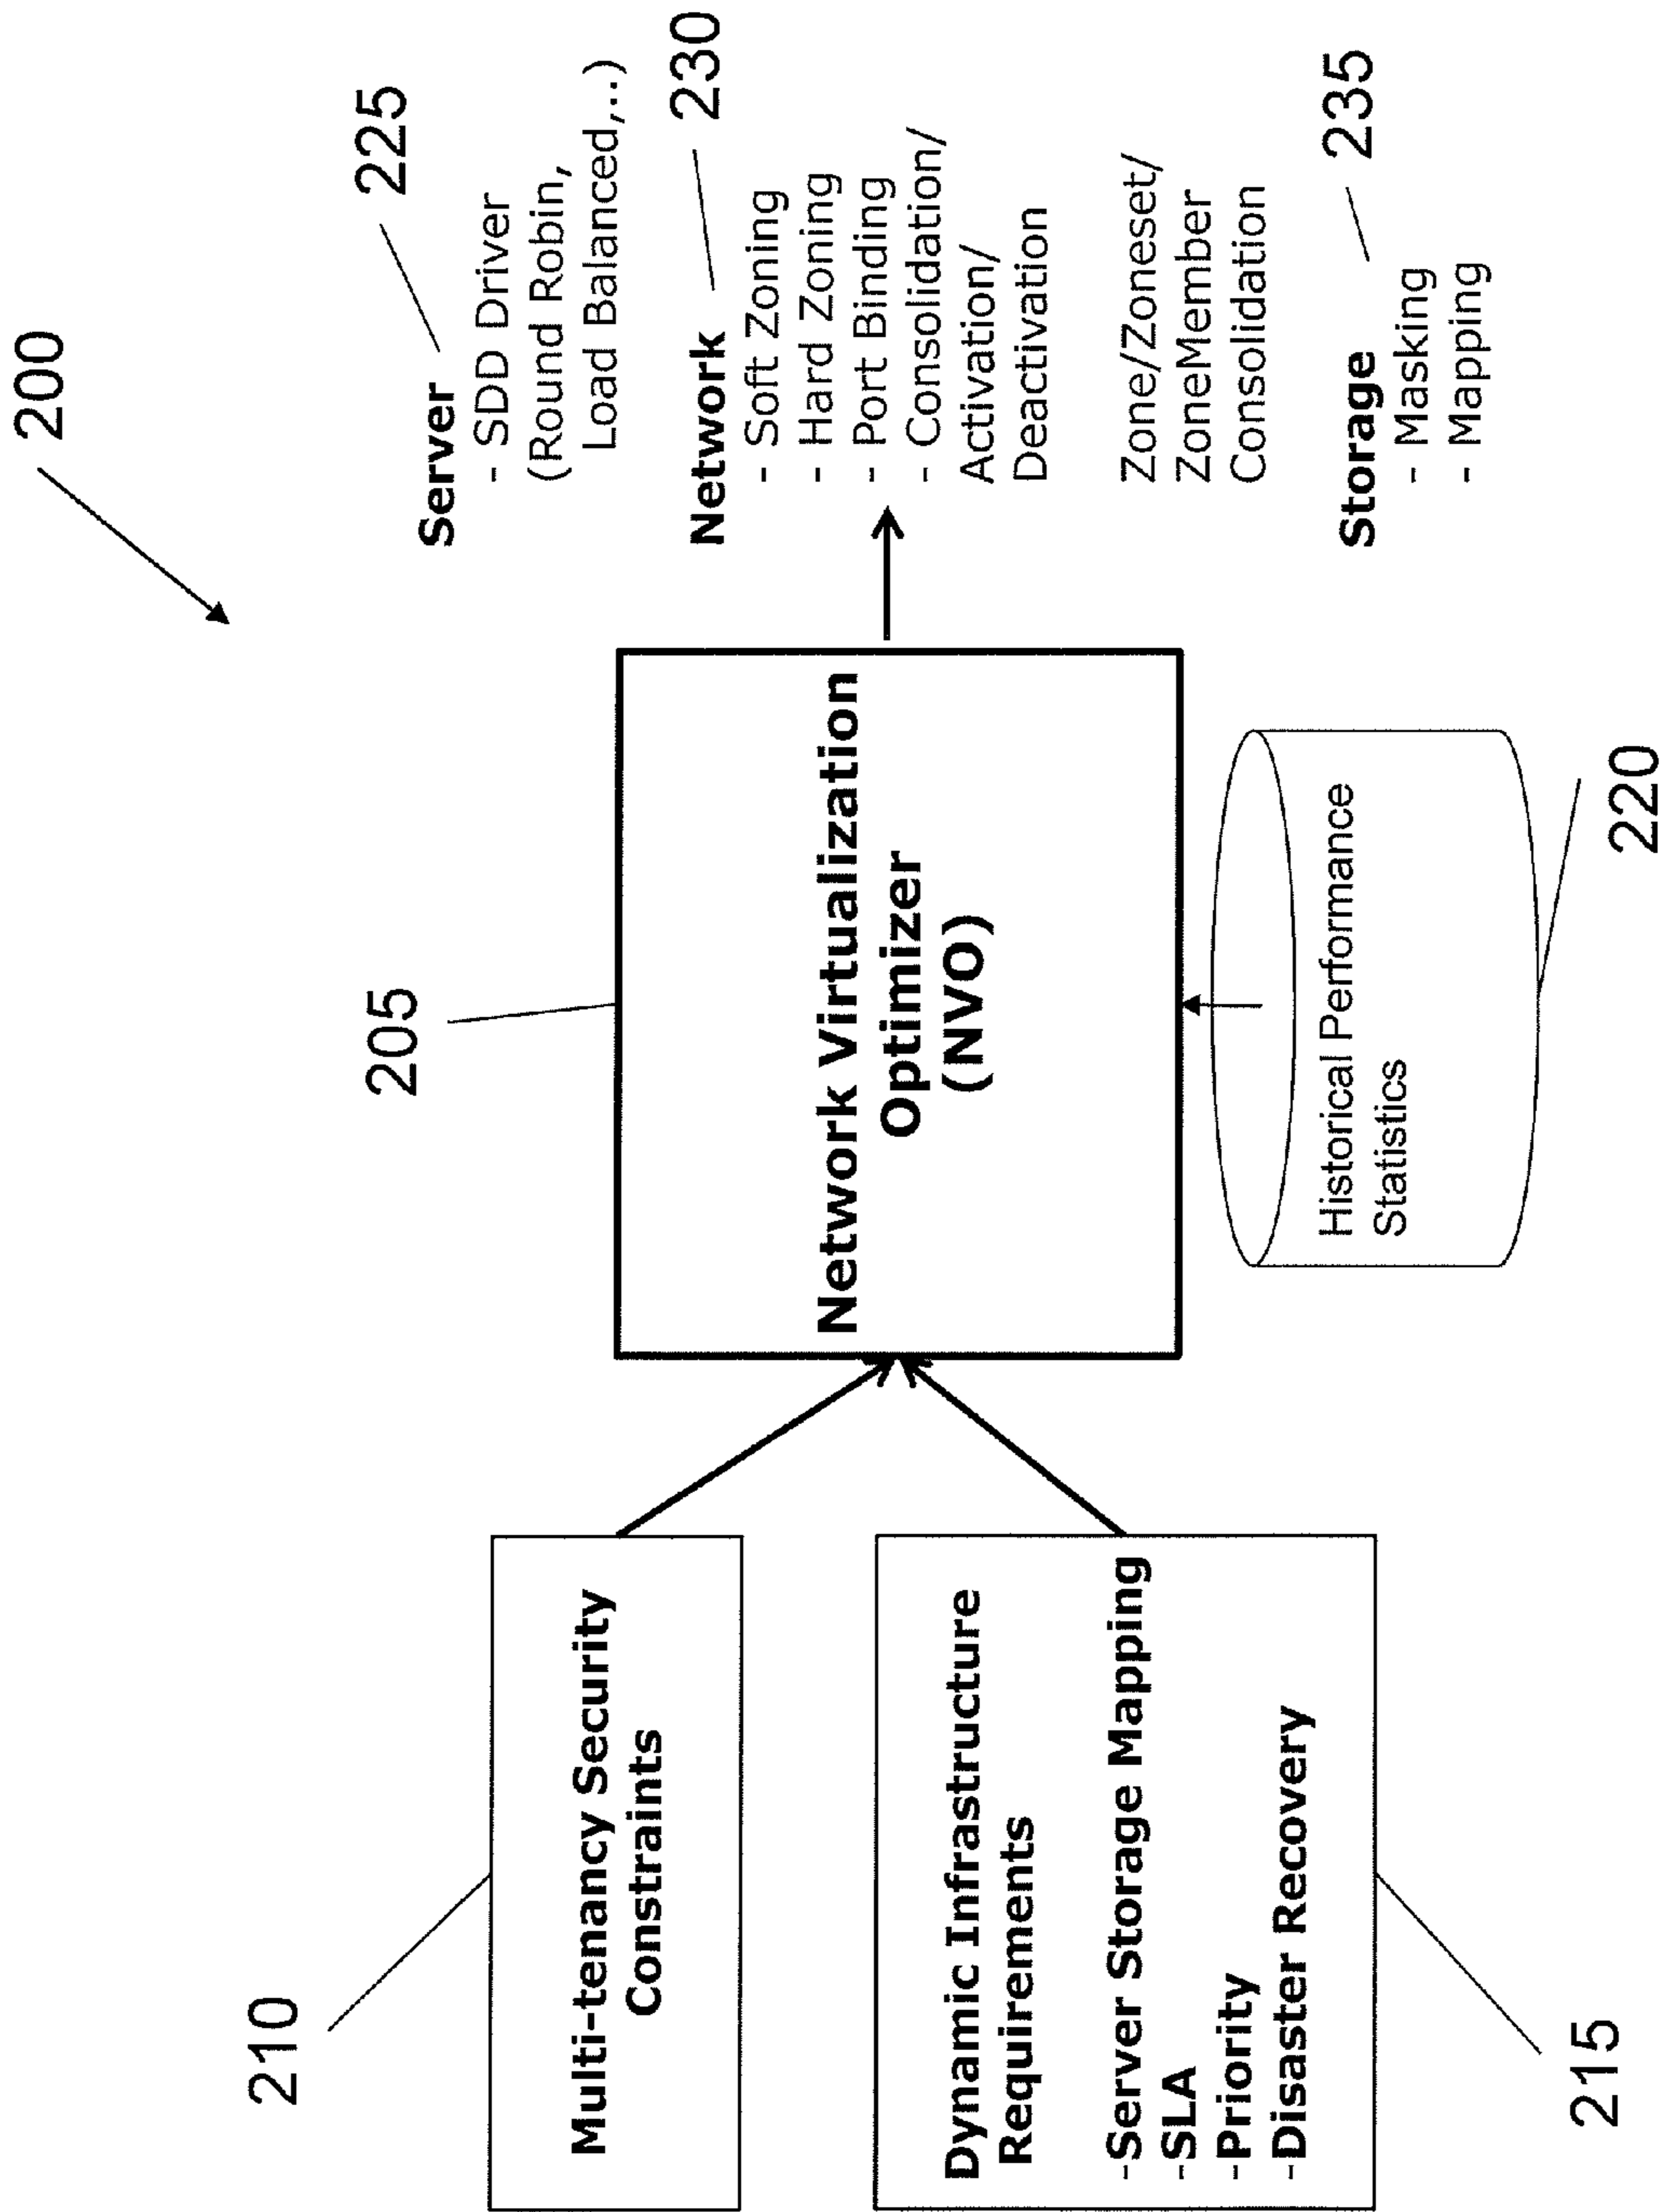 200
210
Multi-tenancy Security
Constraints
Dynamic Infrastructure
Requirements
-Server Storage Mapping
-SLA
-Priority
-Disaster Recovery
215
205
Network Virtualization
Optimizer
(NVO)
Historical Performance
Statistics
220
Server
225
- SDD Driver
(Round Robin,
Load Balanced,..)
Network
230
- Soft Zoning
- Hard Zoning
- Port Binding
- Consolidation/
Activation/
Deactivation
Zone/Zoneset/
ZoneMember
Consolidation
Storage
235
- Masking
- Mapping